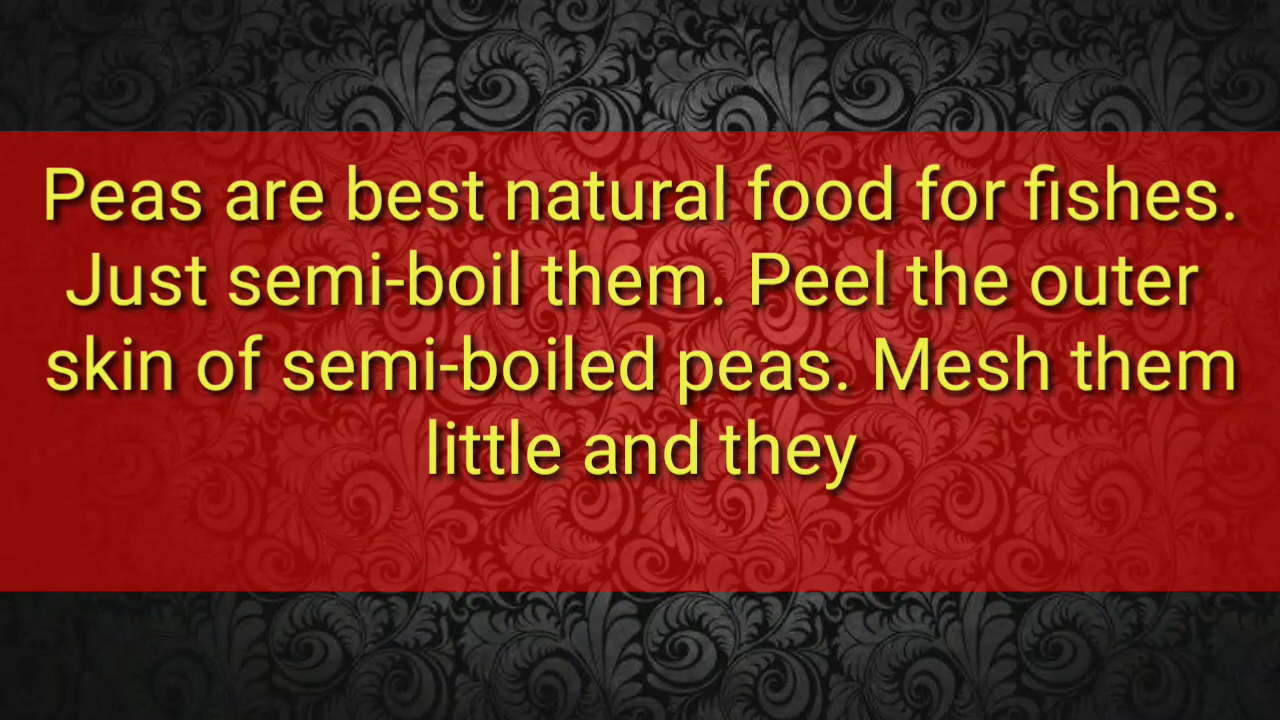 Peas are best natural food for fishes.
Just semi-boil them. Peel the outer
skin of semi-boiled peas. Mesh them
little and they